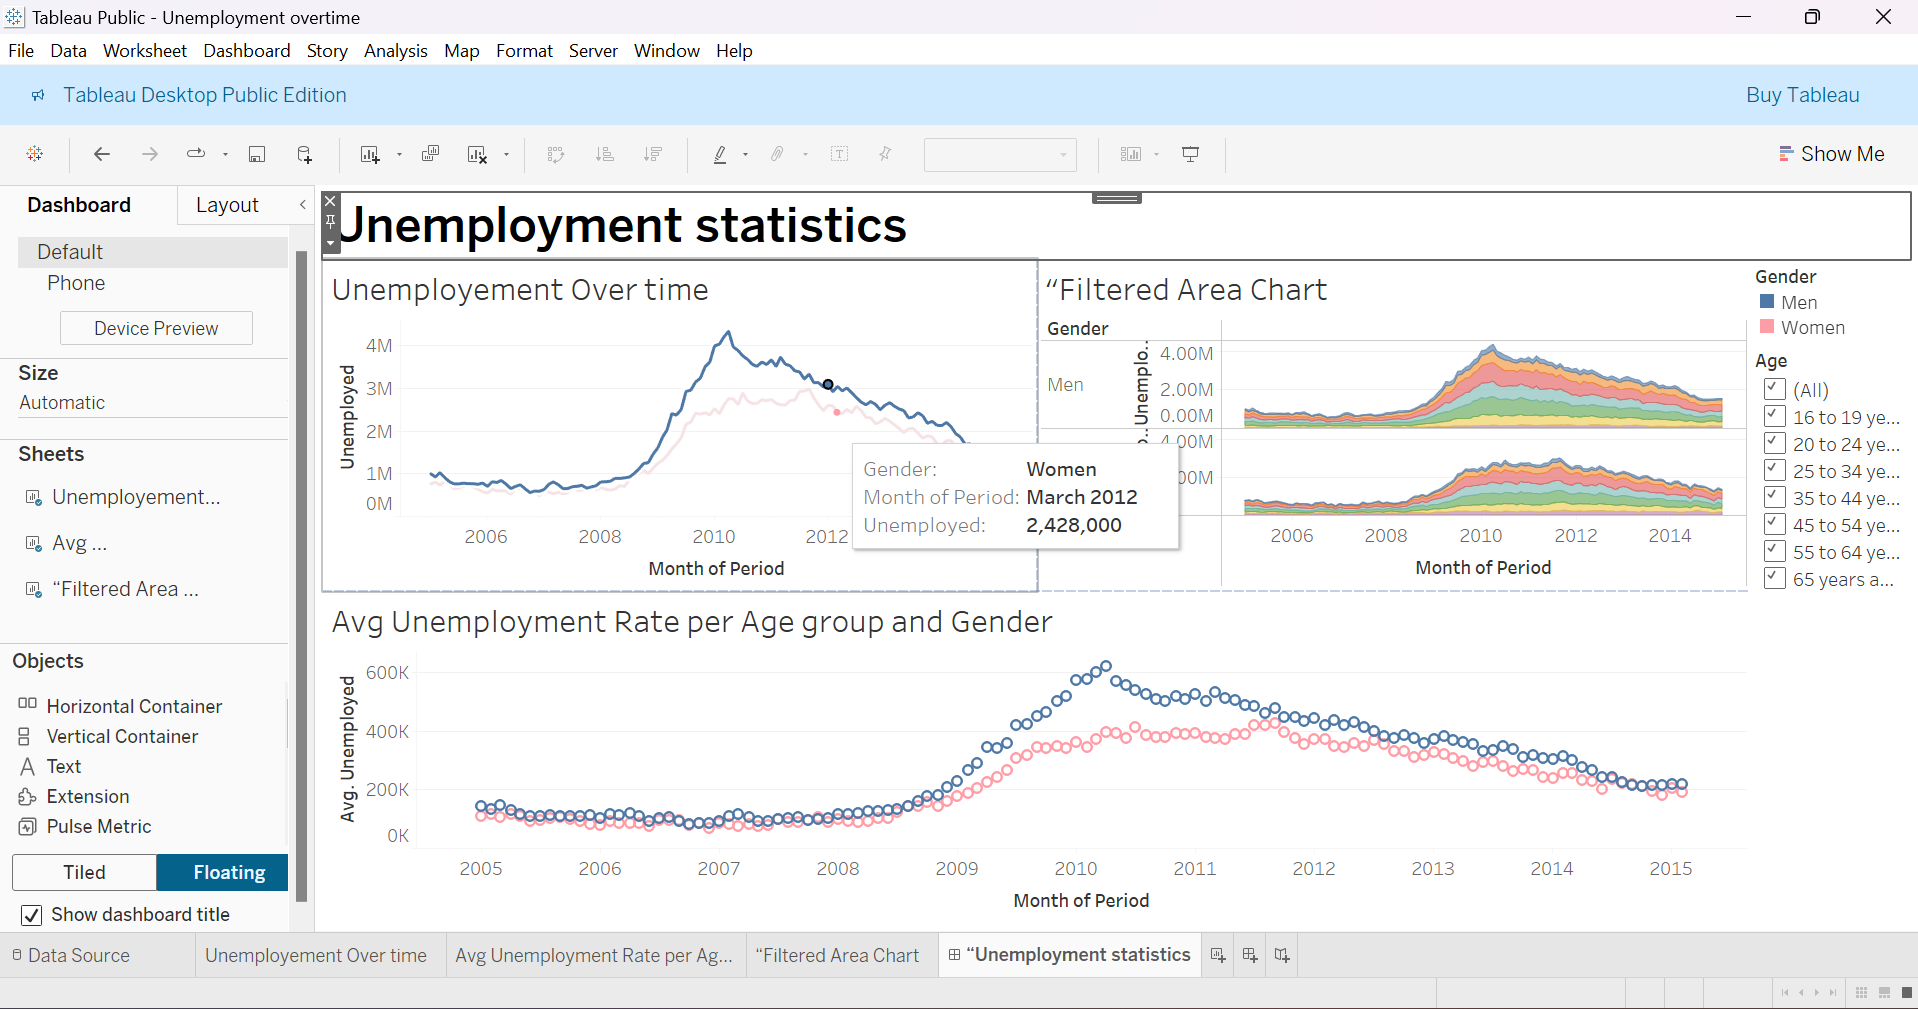 Tableau Public - Unemployment overtime
File Data Worksheet Dashboard Story Analysis Map Format Server Window Help
Tableau Desktop Public Edition
Buy Tableau
Show Me
Dashboard
Layout
Default
Phone
Device Preview
Size
Automatic
Sheets
Unemployement...
Avg ...
“Filtered Area ...
Objects
Horizontal Container
Vertical Container
Text
Extension
Pulse Metric
Tiled
Floating
Show dashboard title
Unemployment statistics
Unemployement Over time
Unemployed
4M
3M
2M
1M
0M
2006 2008 2010 2012
Month of Period
Gender: Women
Month of Period: March 2012
Unemployed: 2,428,000
“Filtered Area Chart
Gender
Men
Unemplo..
4.00M
2.00M
0.00M
4.00M
00M
2006 2008 2010 2012 2014
Month of Period
Gender
Men
Women
Age
(All)
16 to 19 ye...
20 to 24 ye...
25 to 34 ye...
35 to 44 ye...
45 to 54 ye...
55 to 64 ye...
65 years a...
Avg Unemployment Rate per Age group and Gender
Avg. Unemployed
600K
400K
200K
0K
2005 2006 2007 2008 2009 2010 2011 2012 2013 2014 2015
Month of Period
Data Source
Unemployement Over time
Avg Unemployment Rate per Ag...
“Filtered Area Chart
“Unemployment statistics